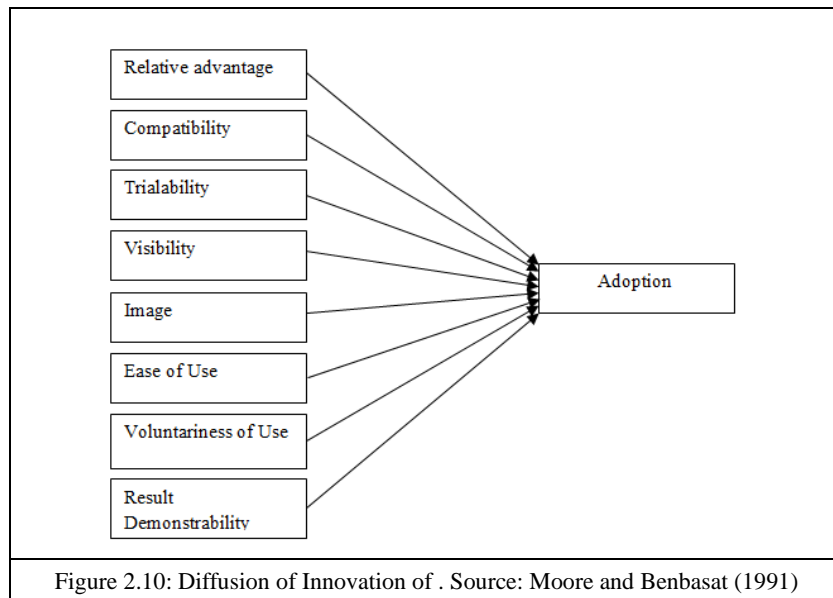 Relative advantage
Compatibility
Trialability
Visibility
Image
Ease of Use
Voluntariness of Use
Result
Demonstrability
Adoption
Figure 2.10: Diffusion of Innovation of . Source: Moore and Benbasat (1991)